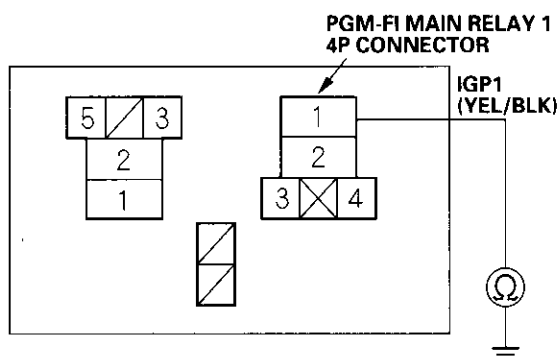 PGM-FI MAIN RELAY 1
4P CONNECTOR
IGP1
(YEL/BLK)
5 3
2
1
1
2
3 4
Ω